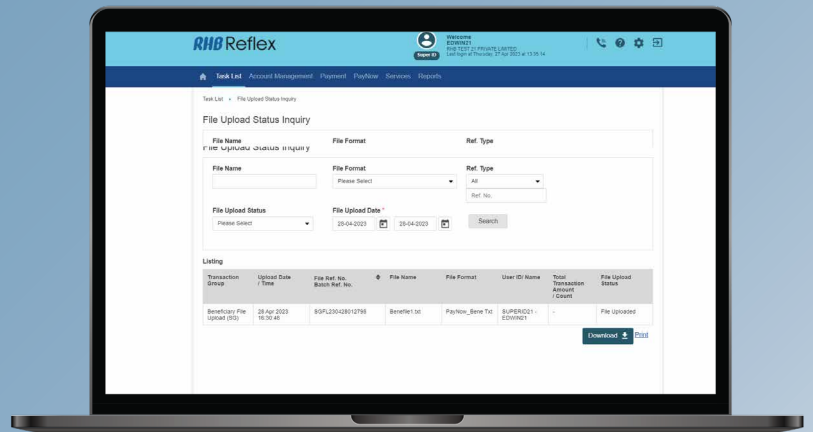 RHB Reflex
Welcome
EDWIN21
RHB TEST 21 PRIVATE LIMITED
Last login at Thursday, 27 Apr 2023 at 13:35:14
Super ID
Task List Account Management Payment PayNow Services Reports
Task List • File Upload Status Inquiry
File Upload Status Inquiry
File Name File Format Ref. Type
File Upload Status Inquiry
File Name File Format Ref. Type
Please Select All
Ref. No.
File Upload Status File Upload Date *
Please Select 28-04-2023 28-04-2023 Search
Listing
Transaction Group Upload Date / Time File Ref. No. Batch Ref. No. File Name File Format User ID/ Name Total Transaction Amount / Count File Upload Status
Beneficiary File Upload (SG) 28 Apr 2023 16:50:46 SGFL230428012795 Benefile1.txt PayNow_Bene Txt SUPERID21 - EDWIN21 - File Uploaded
Download Print